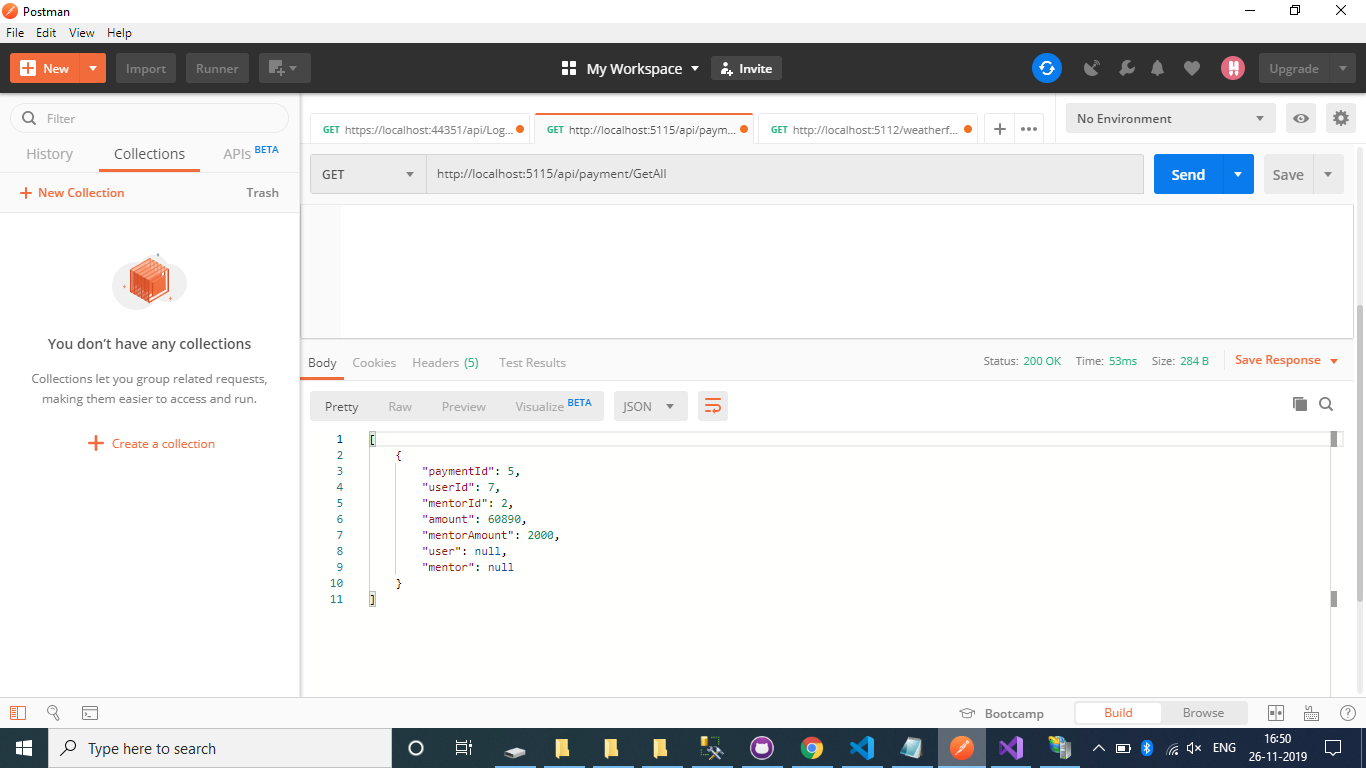 Postman
File Edit View Help
New Import Runner My Workspace Invite Upgrade
Filter
History Collections APIs BETA
New Collection Trash
You don't have any collections
Collections let you group related requests,
making them easier to access and run.
Create a collection
GET https://localhost:44351/api/Log... GET http://localhost:5115/api/paym... GET http://localhost:5112/weatherf...
No Environment
GET http://localhost:5115/api/payment/GetAll Send Save
Body Cookies Headers (5) Test Results Status: 200 OK Time: 53ms Size: 284 B Save Response
Pretty Raw Preview Visualize BETA JSON
1 [
2 {
3 "paymentId": 5,
4 "userId": 7,
5 "mentorId": 2,
6 "amount": 60890,
7 "mentorAmount": 2000,
8 "user": null,
9 "mentor": null
10 }
11 ]
Bootcamp Build Browse
Type here to search
ENG
16:50
26-11-2019